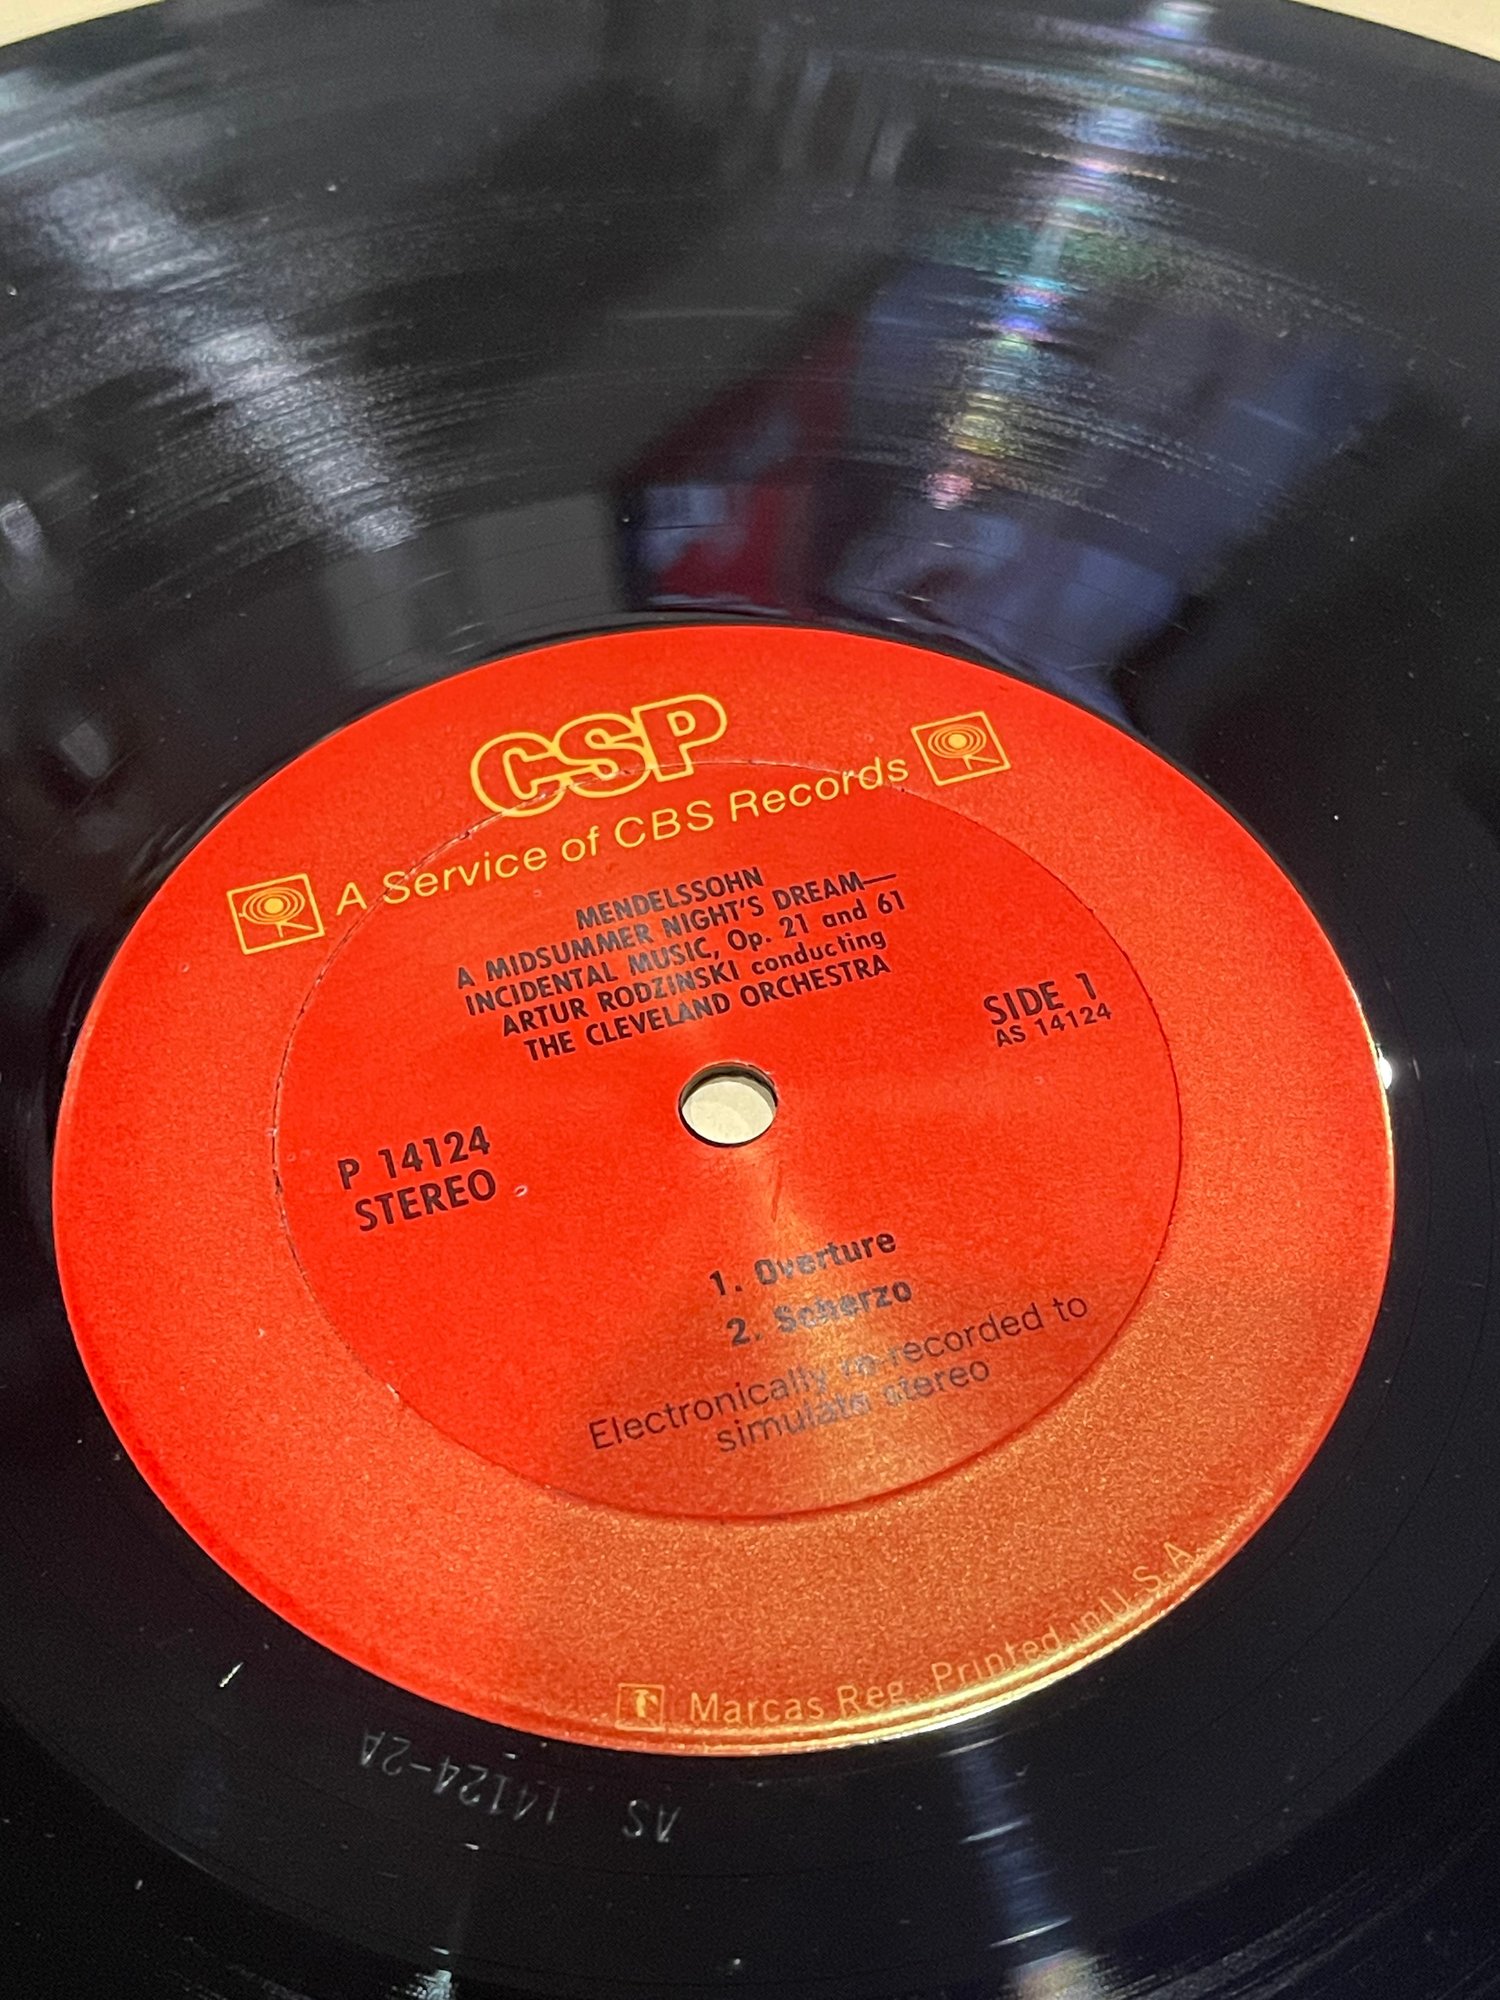 CSP
A Service of CBS Records
MENDELSSOHN
A MIDSUMMER NIGHT'S DREAM—
INCIDENTAL MUSIC, Op. 21 and 61
ARTUR RODZINSKI conducting
THE CLEVELAND ORCHESTRA
SIDE 1
AS 14124
P 14124
STEREO
1. Overture
2. Scherzo
Electronically re-recorded to
simulate stereo
T Marcas Reg. Printed in U.S.A.
AS 14124-2A